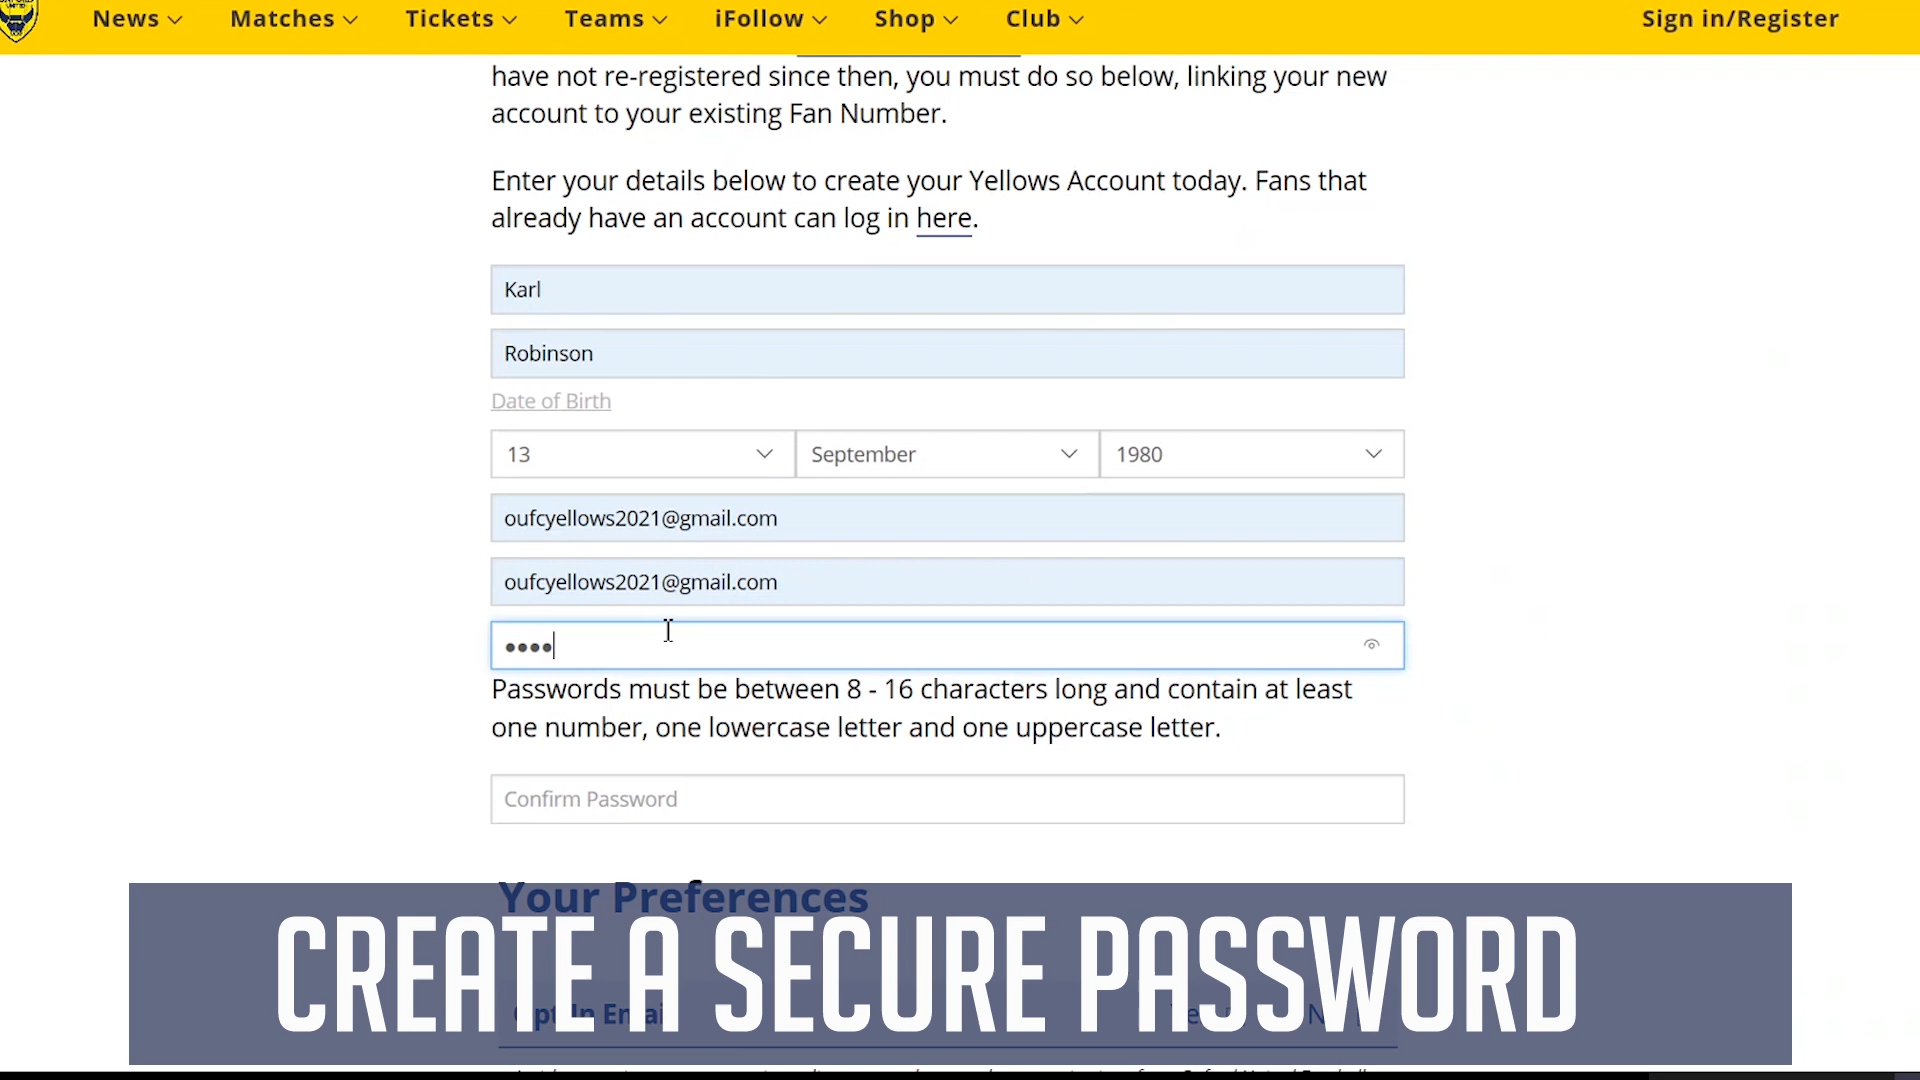 News Matches Tickets Teams iFollow Shop Club Sign in/Register
have not re-registered since then, you must do so below, linking your new
account to your existing Fan Number.
Enter your details below to create your Yellows Account today. Fans that
already have an account can log in here.
Karl
Robinson
Date of Birth
13 September 1980
oufcyellows2021@gmail.com
oufcyellows2021@gmail.com
••••
Passwords must be between 8 - 16 characters long and contain at least
one number, one lowercase letter and one uppercase letter.
Confirm Password
Your Preferences
CREATE A SECURE PASSWORD